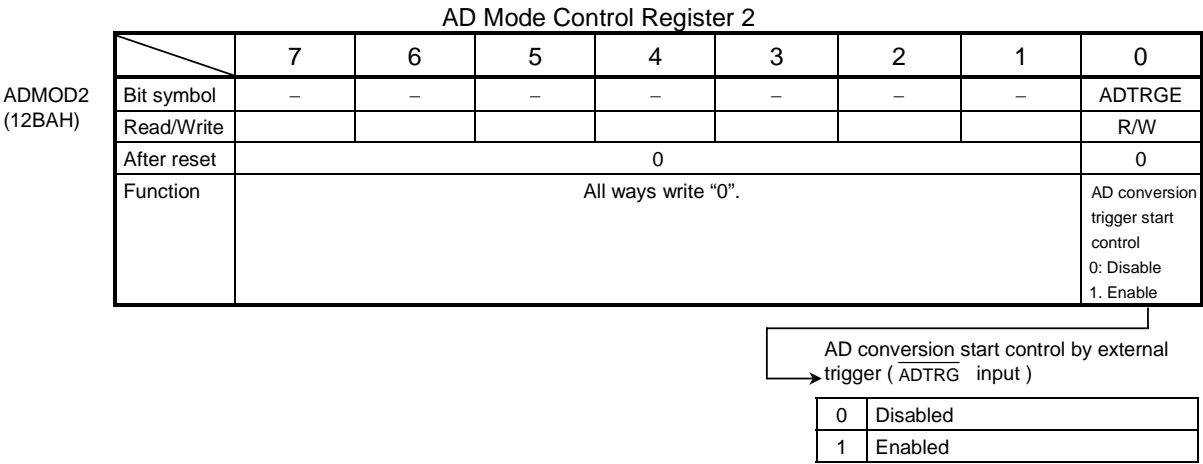 AD Mode Control Register 2
7 6 5 4 3 2 1 0
ADMOD2
(12BAH)
Bit symbol – – – – – – – ADTRGE
Read/Write R/W
After reset 0 0
Function All ways write “0”. AD conversion
trigger start
control
0: Disable
1. Enable
AD conversion start control by external
trigger ( ADTRG input )
0 Disabled
1 Enabled